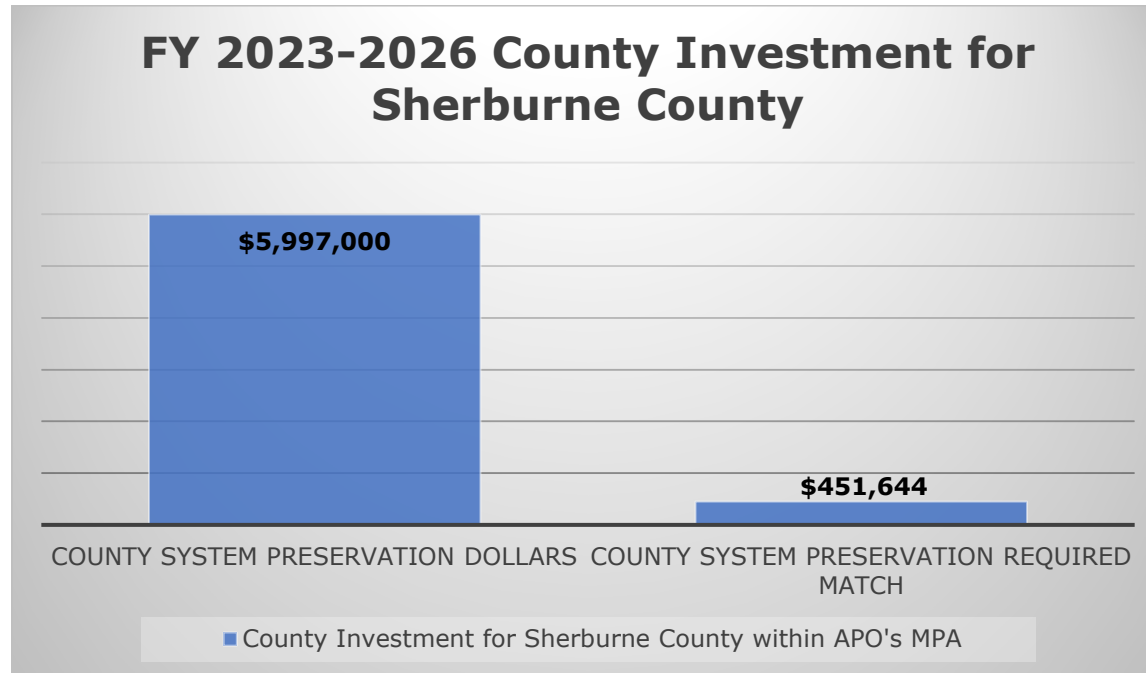 FY 2023-2026 County Investment for
Sherburne County
$5,997,000
$451,644
COUNTY SYSTEM PRESERVATION DOLLARS
COUNTY SYSTEM PRESERVATION REQUIRED
MATCH
County Investment for Sherburne County within APO's MPA